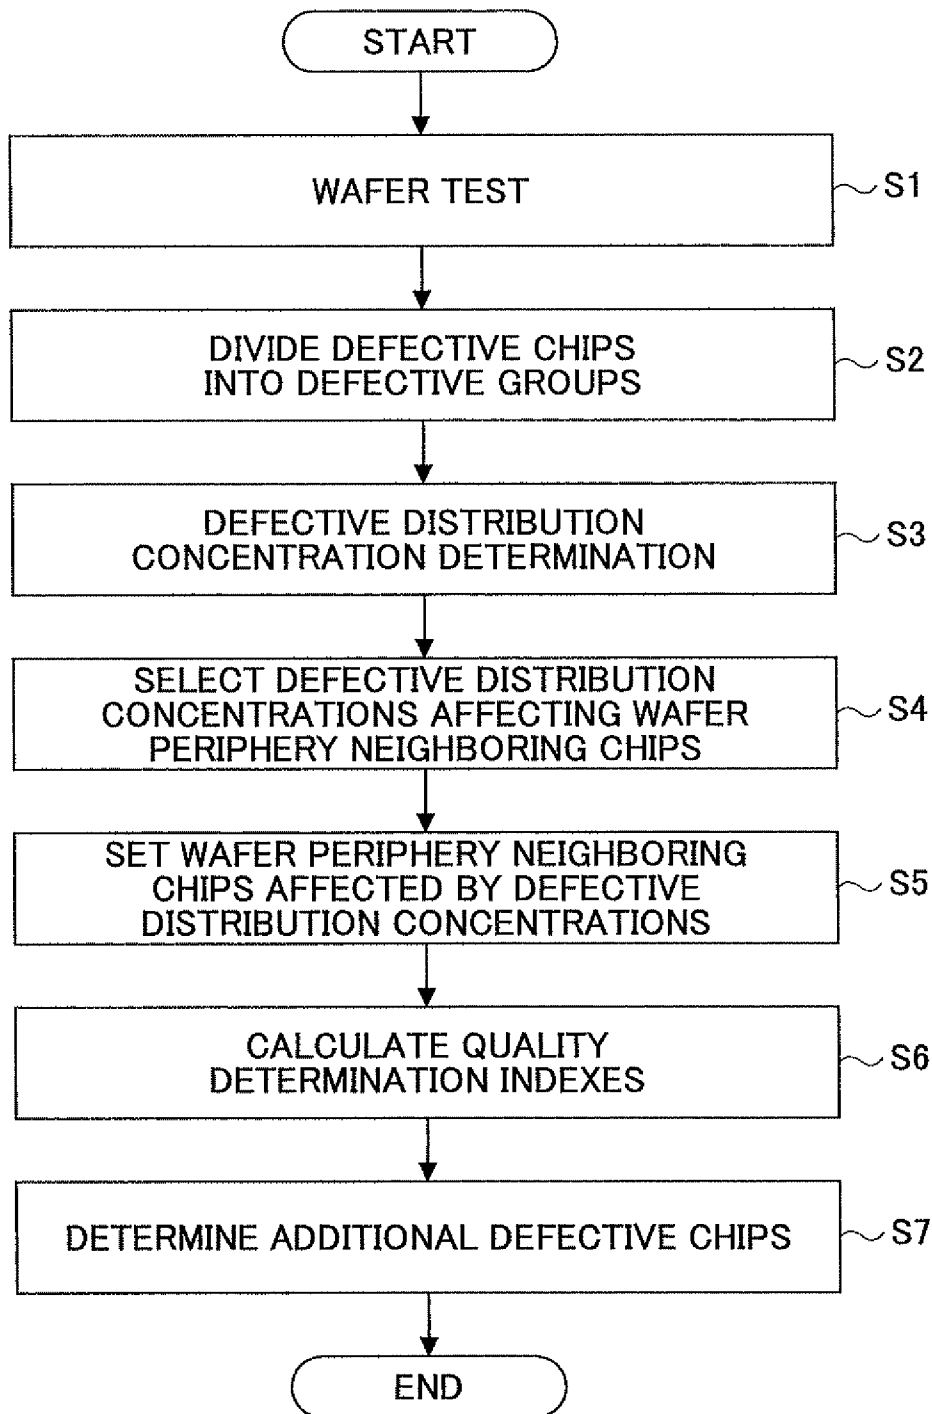 START
WAFER TEST
S1
DIVIDE DEFECTIVE CHIPS
INTO DEFECTIVE GROUPS
S2
DEFECTIVE DISTRIBUTION
CONCENTRATION DETERMINATION
S3
SELECT DEFECTIVE DISTRIBUTION
CONCENTRATIONS AFFECTING WAFER
PERIPHERY NEIGHBORING CHIPS
S4
SET WAFER PERIPHERY NEIGHBORING
CHIPS AFFECTED BY DEFECTIVE
DISTRIBUTION CONCENTRATIONS
S5
CALCULATE QUALITY
DETERMINATION INDEXES
S6
DETERMINE ADDITIONAL DEFECTIVE CHIPS
S7
END